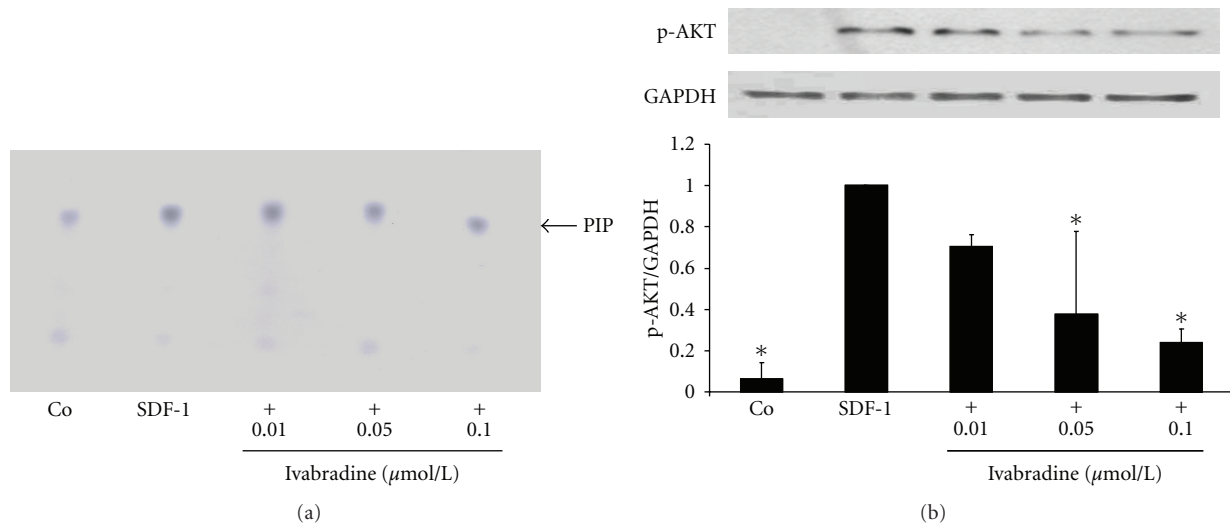 PIP
Co SDF-1 + + +
0.01 0.05 0.1
Ivabradine (μmol/L)
(a)
p-AKT
GAPDH
1.2
1
0.8
0.6
0.4
0.2
0
p-AKT/GAPDH
*
*
*
Co SDF-1 + + +
0.01 0.05 0.1
Ivabradine (μmol/L)
(b)